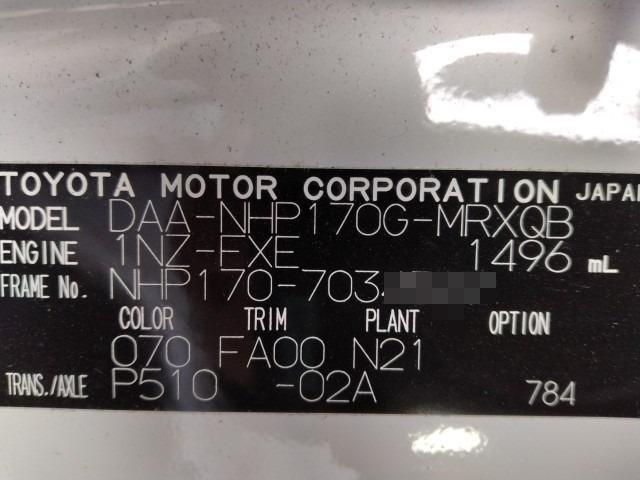 TOYOTA MOTOR CORPORATION JAPAN
MODEL DAA-NHP170G-MRXQB
ENGINE 1NZ-FXE 1496 mL
FRAME No. NHP170-703
COLOR TRIM PLANT OPTION
070 FA00 N21
TRANS./AXLE P510 -02A 784